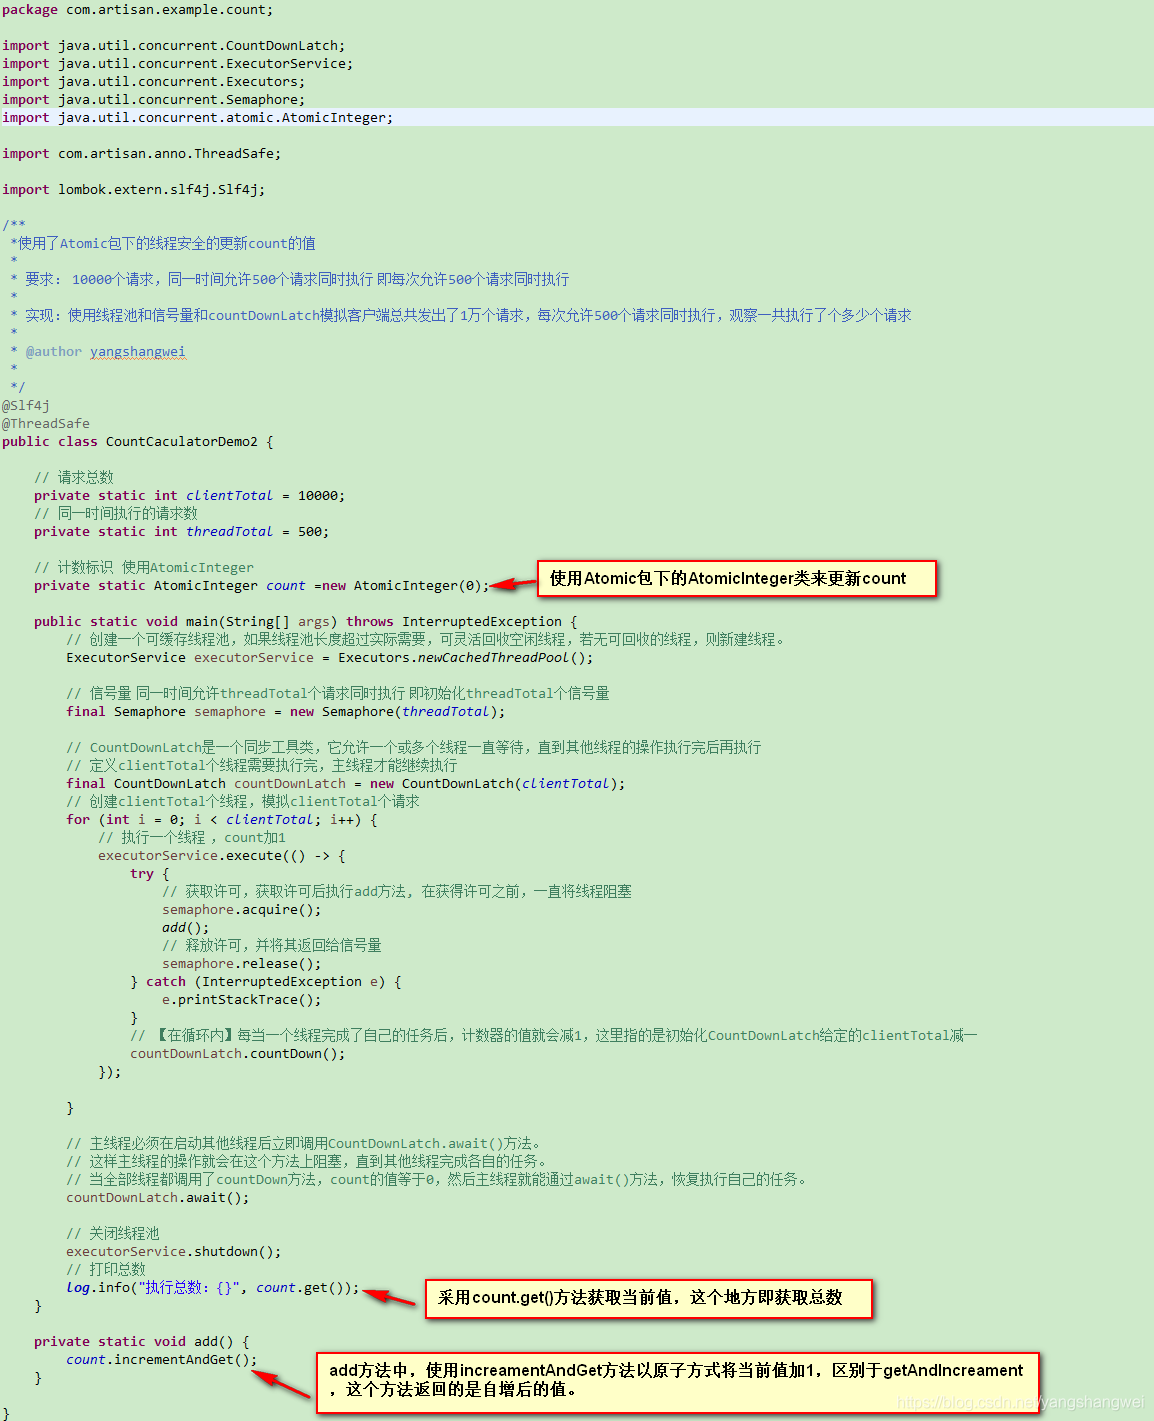 package com.artisan.example.count;
import java.util.concurrent.CountDownLatch;
import java.util.concurrent.ExecutorService;
import java.util.concurrent.Executors;
import java.util.concurrent.Semaphore;
import java.util.concurrent.atomic.AtomicInteger;
import com.artisan.anno.ThreadSafe;
import lombok.extern.slf4j.Slf4j;
/**
*使用了Atomic包下的线程安全的更新count的值
*
* 要求： 10000个请求，同一时间允许500个请求同时执行 即每次允许500个请求同时执行
*
* 实现：使用线程池和信号量和countDownLatch模拟客户端总共发出了1万个请求，每次允许500个请求同时执行，观察一共执行了个多少个请求
*
* @author yangshangwei
*
*/
@Slf4j
@ThreadSafe
public class CountCaculatorDemo2 {
// 请求总数
private static int clientTotal = 10000;
// 同一时间执行的请求数
private static int threadTotal = 500;
// 计数标识 使用AtomicInteger
private static AtomicInteger count =new AtomicInteger(0);
使用Atomic包下的AtomicInteger类来更新count
public static void main(String[] args) throws InterruptedException {
// 创建一个可缓存线程池，如果线程池长度超过实际需要，可灵活回收空闲线程，若无可回收的线程，则新建线程。
ExecutorService executorService = Executors.newCachedThreadPool();
// 信号量 同一时间允许threadTotal个请求同时执行 即初始化threadTotal个信号量
final Semaphore semaphore = new Semaphore(threadTotal);
// CountDownLatch是一个同步工具类，它允许一个或多个线程一直等待，直到其他线程的操作执行完后再执行
// 定义clientTotal个线程需要执行完，主线程才能继续执行
final CountDownLatch countDownLatch = new CountDownLatch(clientTotal);
// 创建clientTotal个线程，模拟clientTotal个请求
for (int i = 0; i < clientTotal; i++) {
// 执行一个线程 ，count加1
executorService.execute(() -> {
try {
// 获取许可，获取许可后执行add方法, 在获得许可之前，一直将线程阻塞
semaphore.acquire();
add();
// 释放许可，并将其返回给信号量
semaphore.release();
} catch (InterruptedException e) {
e.printStackTrace();
}
// 【在循环内】每当一个线程完成了自己的任务后，计数器的值就会减1，这里指的是初始化CountDownLatch给定的clientTotal减一
countDownLatch.countDown();
});
}
// 主线程必须在启动其他线程后立即调用CountDownLatch.await()方法。
// 这样主线程的操作就会在这个方法上阻塞，直到其他线程完成各自的任务。
// 当全部线程都调用了countDown方法，count的值等于0，然后主线程就能通过await()方法，恢复执行自己的任务。
countDownLatch.await();
// 关闭线程池
executorService.shutdown();
// 打印总数
log.info("执行总数：{}", count.get());
采用count.get()方法获取当前值，这个地方即获取总数
}
private static void add() {
count.incrementAndGet();
add方法中，使用increamentAndGet方法以原子方式将当前值加1，区别于getAndIncreament
，这个方法返回的是自增后的值。
}
}
https://blog.csdn.net/yangshangwei